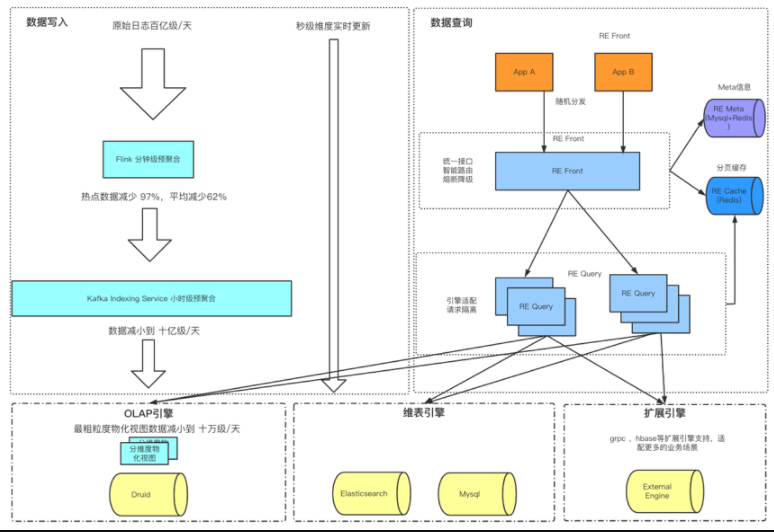 数据写入
原始日志百亿级/天
秒级维度实时更新
Flink 分钟级预聚合
热点数据减少 97%，平均减少62%
Kafka Indexing Service 小时级预聚合
数据减小到 十亿级/天
数据查询
RE Front
App A
App B
随机分发
Meta信息
RE Meta
(Mysql+Redis
)
RE Front
统一接口
智能路由
熔断降级
RE Front
分页缓存
RE Cache
(Redis)
RE Query
引擎适配
请求隔离
RE Query
RE Query
OLAP引擎
最粗粒度物化视图数据减小到 十万级/天
分维度物
分维度物
化视图
Druid
维表引擎
Elasticsearch
Mysql
扩展引擎
grpc 、hbase等扩展引擎支持，适
配更多的业务场景
External
Engine